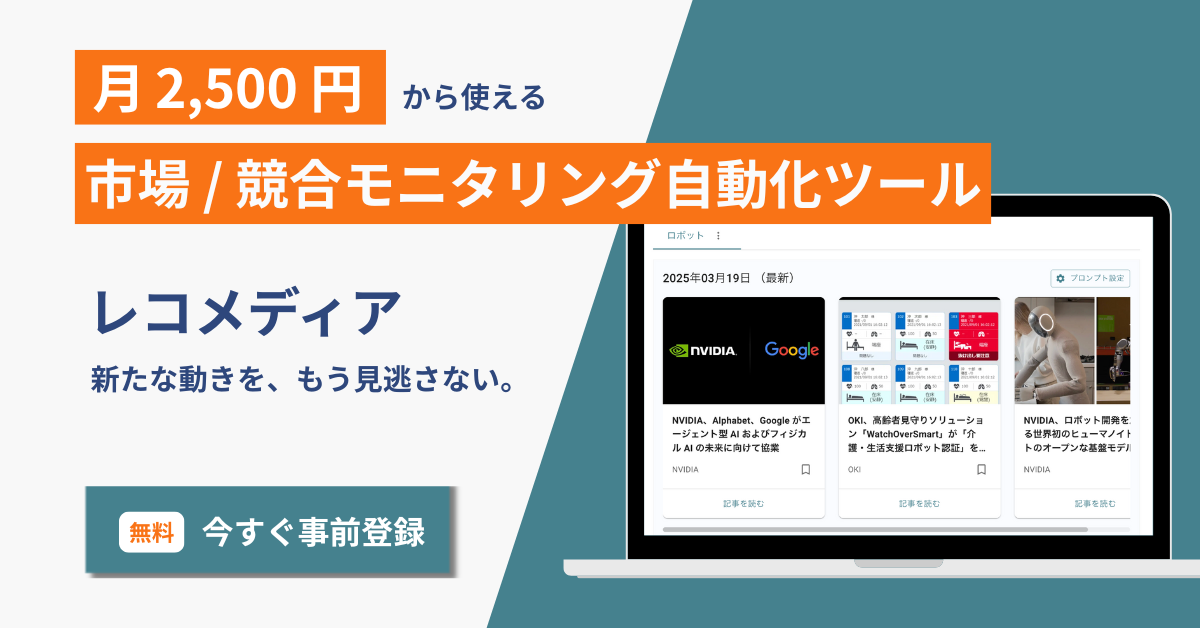 月2,500円 から使える
市場 / 競合モニタリング自動化ツール
レコメディア
新たな動きを、もう見逃さない。
無料 今すぐ事前登録
ロボット
2025年03月19日 （最新）
プロンプト設定
NVIDIA
Google
NVIDIA、Alphabet、Google がエ
ージェント型 AI およびフィジカ
ル AI の未来に向けて協業
NVIDIA
記事を読む
OKI、高齢者見守りソリューショ
ン「WatchOverSmart」が「介
護・生活支援ロボット認証」を...
OKI
記事を読む
NVIDIA、ロボット開発を
る世界初のヒューマノイド
トのオープンな基盤モデル
NVIDIA
記事を読む